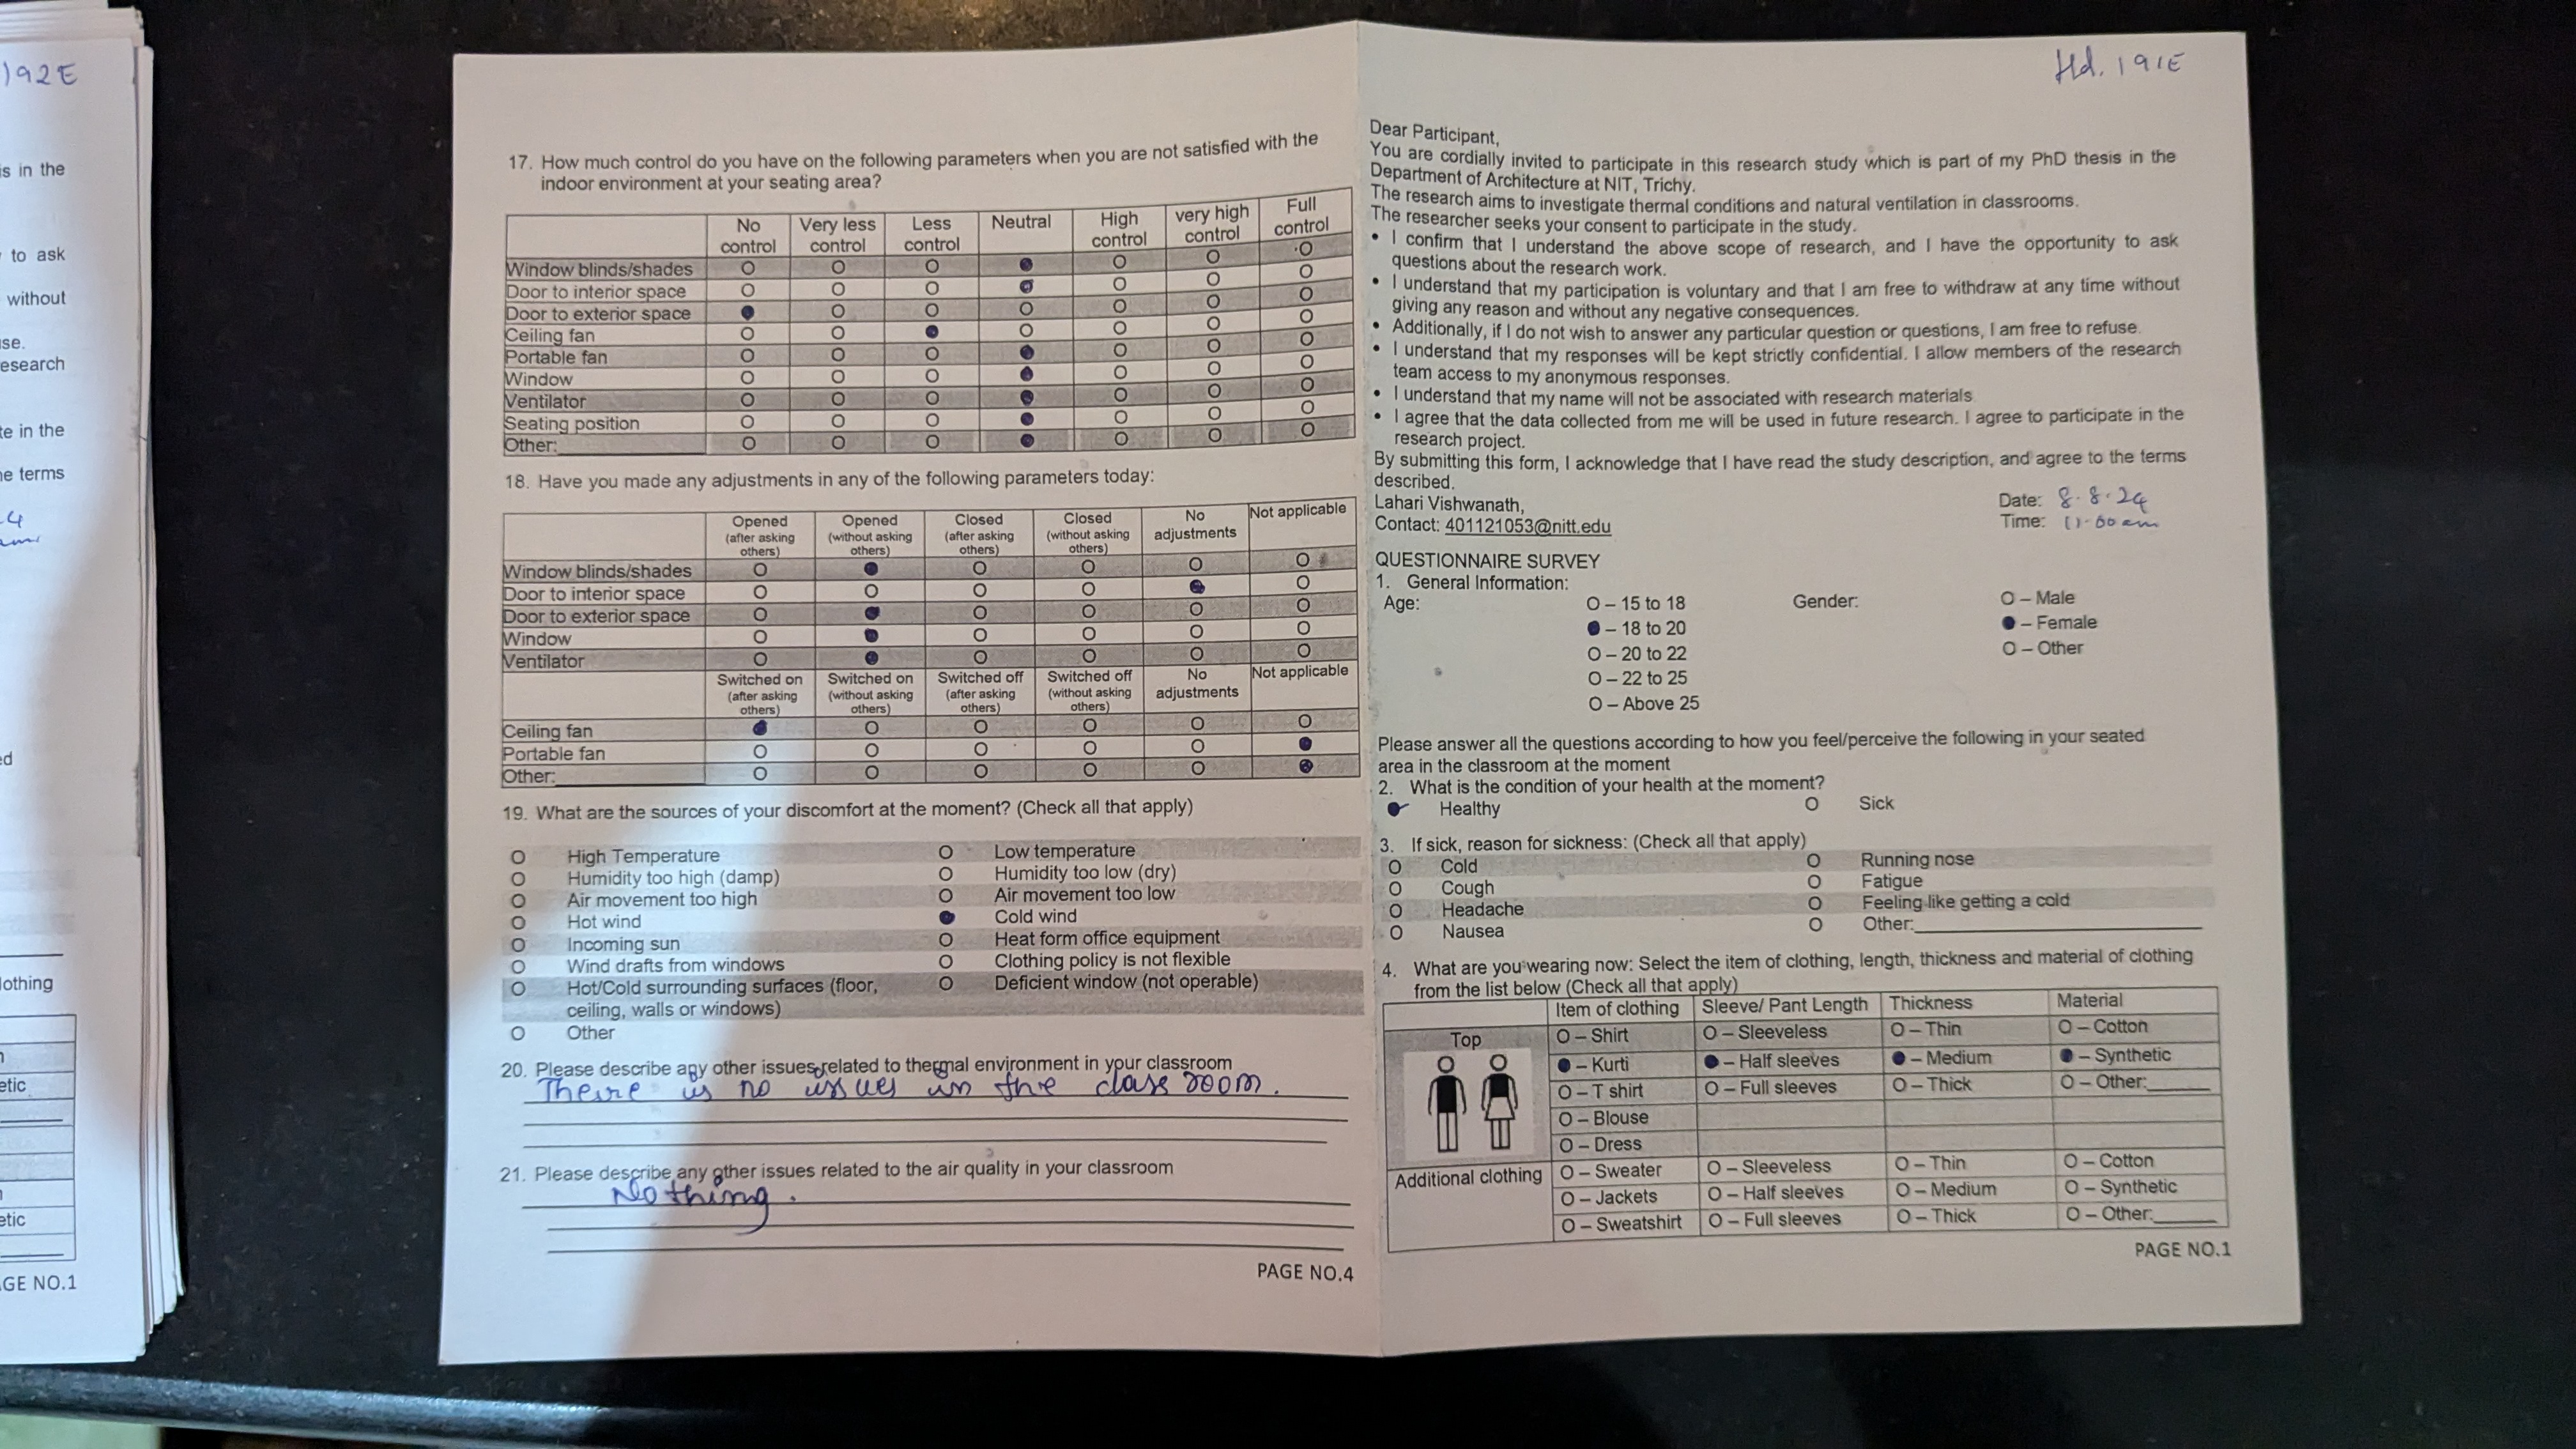 192E
is in the
to ask
without
se.
esearch
te in the
e terms
ed
lothing
etic
etic
GE NO.1
17. How much control do you have on the following parameters when you are not satisfied with the
indoor environment at your seating area?
No control Very less control Less control Neutral High control very high control Full control
Window blinds/shades O O O ● O O O
Door to interior space O O O ● O O O
Door to exterior space ● O O O O O O
Ceiling fan O O ● O O O O
Portable fan O O O ● O O O
Window O O O ● O O O
Ventilator O O O ● O O O
Seating position O O O ● O O O
Other: O O O ● O O O
18. Have you made any adjustments in any of the following parameters today:
Opened (after asking others) Opened (without asking others) Closed (after asking others) Closed (without asking others) No adjustments Not applicable
Window blinds/shades O ● O O O O
Door to interior space O O O O ● O
Door to exterior space O ● O O O O
Window O ● O O O O
Ventilator O ● O O O O
Switched on (after asking others) Switched on (without asking others) Switched off (after asking others) Switched off (without asking others) No adjustments Not applicable
Ceiling fan ● O O O O O
Portable fan O O O O O ●
Other: O O O O O ●
19. What are the sources of your discomfort at the moment? (Check all that apply)
O High Temperature O Low temperature
O Humidity too high (damp) O Humidity too low (dry)
O Air movement too high O Air movement too low
O Hot wind ● Cold wind
O Incoming sun O Heat form office equipment
O Wind drafts from windows O Clothing policy is not flexible
O Hot/Cold surrounding surfaces (floor, O Deficient window (not operable)
ceiling, walls or windows)
O Other
20. Please describe any other issues related to thermal environment in your classroom
There is no issues in the class room.
21. Please describe any other issues related to the air quality in your classroom
Nothing.
PAGE NO.4
Hd. 191E
Dear Participant,
You are cordially invited to participate in this research study which is part of my PhD thesis in the
Department of Architecture at NIT, Trichy.
The research aims to investigate thermal conditions and natural ventilation in classrooms.
The researcher seeks your consent to participate in the study.
• I confirm that I understand the above scope of research, and I have the opportunity to ask
questions about the research work.
• I understand that my participation is voluntary and that I am free to withdraw at any time without
giving any reason and without any negative consequences.
• Additionally, if I do not wish to answer any particular question or questions, I am free to refuse.
• I understand that my responses will be kept strictly confidential. I allow members of the research
team access to my anonymous responses.
• I understand that my name will not be associated with research materials
• I agree that the data collected from me will be used in future research. I agree to participate in the
research project.
By submitting this form, I acknowledge that I have read the study description, and agree to the terms
described.
Lahari Vishwanath, Date: 8.8.24
Contact: 401121053@nitt.edu Time: 11.00 am
QUESTIONNAIRE SURVEY
1. General Information:
Age: O – 15 to 18 Gender: O – Male
● – 18 to 20 ● – Female
O – 20 to 22 O – Other
O – 22 to 25
O – Above 25
Please answer all the questions according to how you feel/perceive the following in your seated
area in the classroom at the moment
2. What is the condition of your health at the moment?
● Healthy O Sick
3. If sick, reason for sickness: (Check all that apply)
O Cold O Running nose
O Cough O Fatigue
O Headache O Feeling like getting a cold
O Nausea O Other:
4. What are you wearing now: Select the item of clothing, length, thickness and material of clothing
from the list below (Check all that apply)
Item of clothing Sleeve/ Pant Length Thickness Material
Top O – Shirt O – Sleeveless O – Thin O – Cotton
● – Kurti ● – Half sleeves ● – Medium ● – Synthetic
O – T shirt O – Full sleeves O – Thick O – Other:
O – Blouse
O – Dress
Additional clothing O – Sweater O – Sleeveless O – Thin O – Cotton
O – Jackets O – Half sleeves O – Medium O – Synthetic
O – Sweatshirt O – Full sleeves O – Thick O – Other:
PAGE NO.1